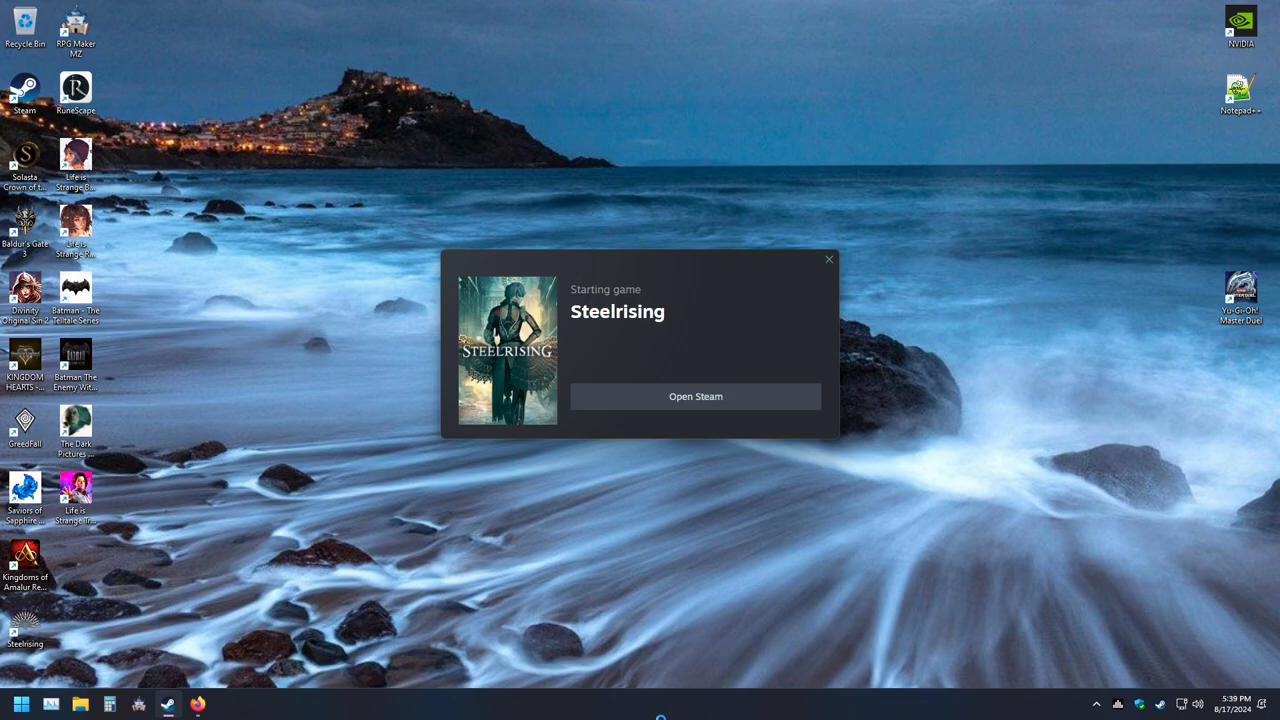 Recycle Bin
RPG Maker
MZ
Steam
RuneScape
Solasta
Crown of t...
Life is
Strange B...
Baldur's Gate
3
Life is
Strange R...
Divinity
Original Sin 2
Batman - The
Telltale Series
KINGDOM
HEARTS -...
Batman The
Enemy Wit...
GreedFall
The Dark
Pictures ...
Saviors of
Sapphire ...
Life is
Strange Tr...
Kingdoms of
Amalur Re...
Steelrising
Starting game
Steelrising
STEELRISING
Open Steam
NVIDIA
Notepad++
MASTER DUEL
Yu-Gi-Oh!
Master Duel
5:39 PM
8/17/2024